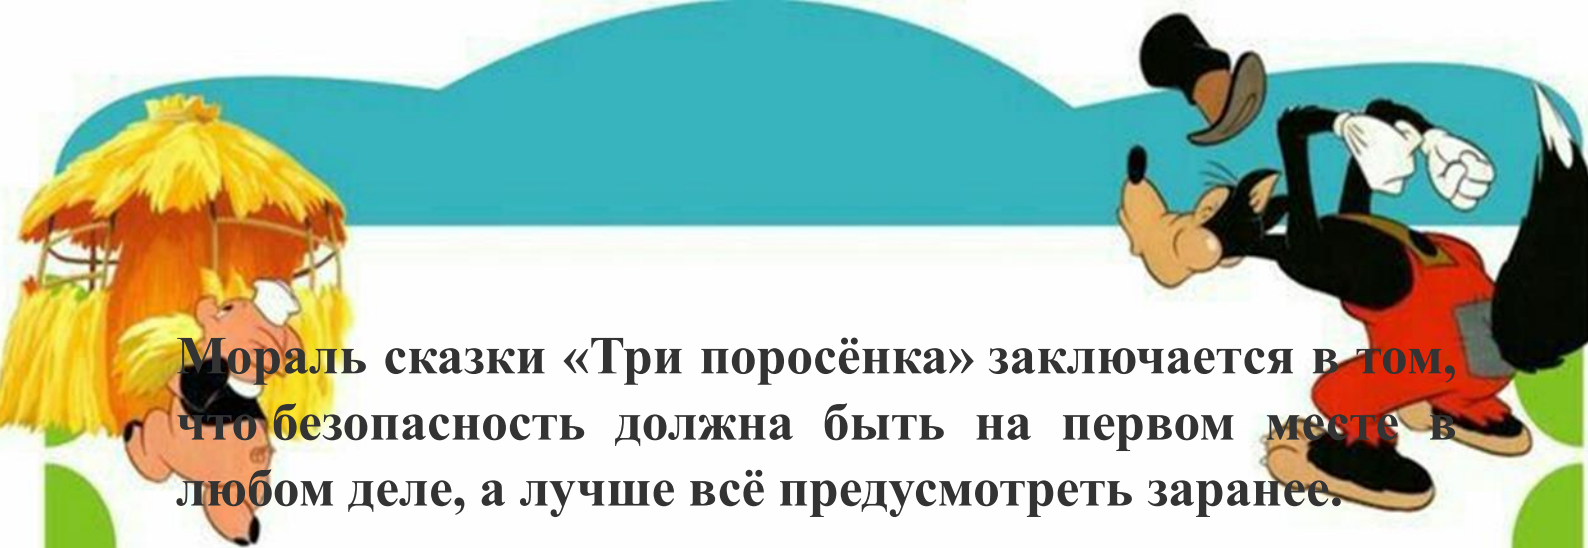 Мораль сказки «Три поросёнка» заключается в том,
что безопасность должна быть на первом месте в
любом деле, а лучше всё предусмотреть заранее.